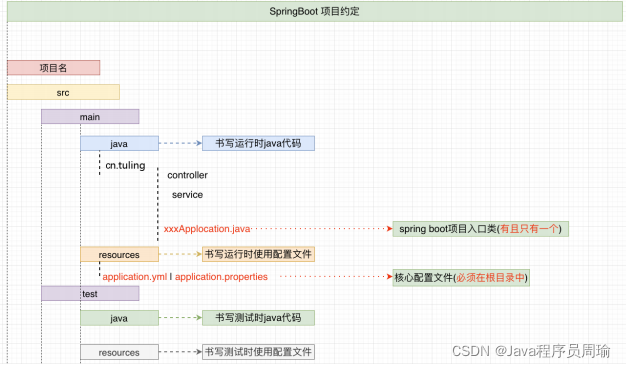 SpringBoot 项目约定
项目名
src
main
java 书写运行时java代码
cn.tuling
controller
service
xxxApplocation.java spring boot项目入口类(有且只有一个)
resources 书写运行时使用配置文件
application.yml I application.properties 核心配置文件(必须在根目录中)
test
java 书写测试时java代码
resources 书写测试时使用配置文件
CSDN @Java程序员周瑜